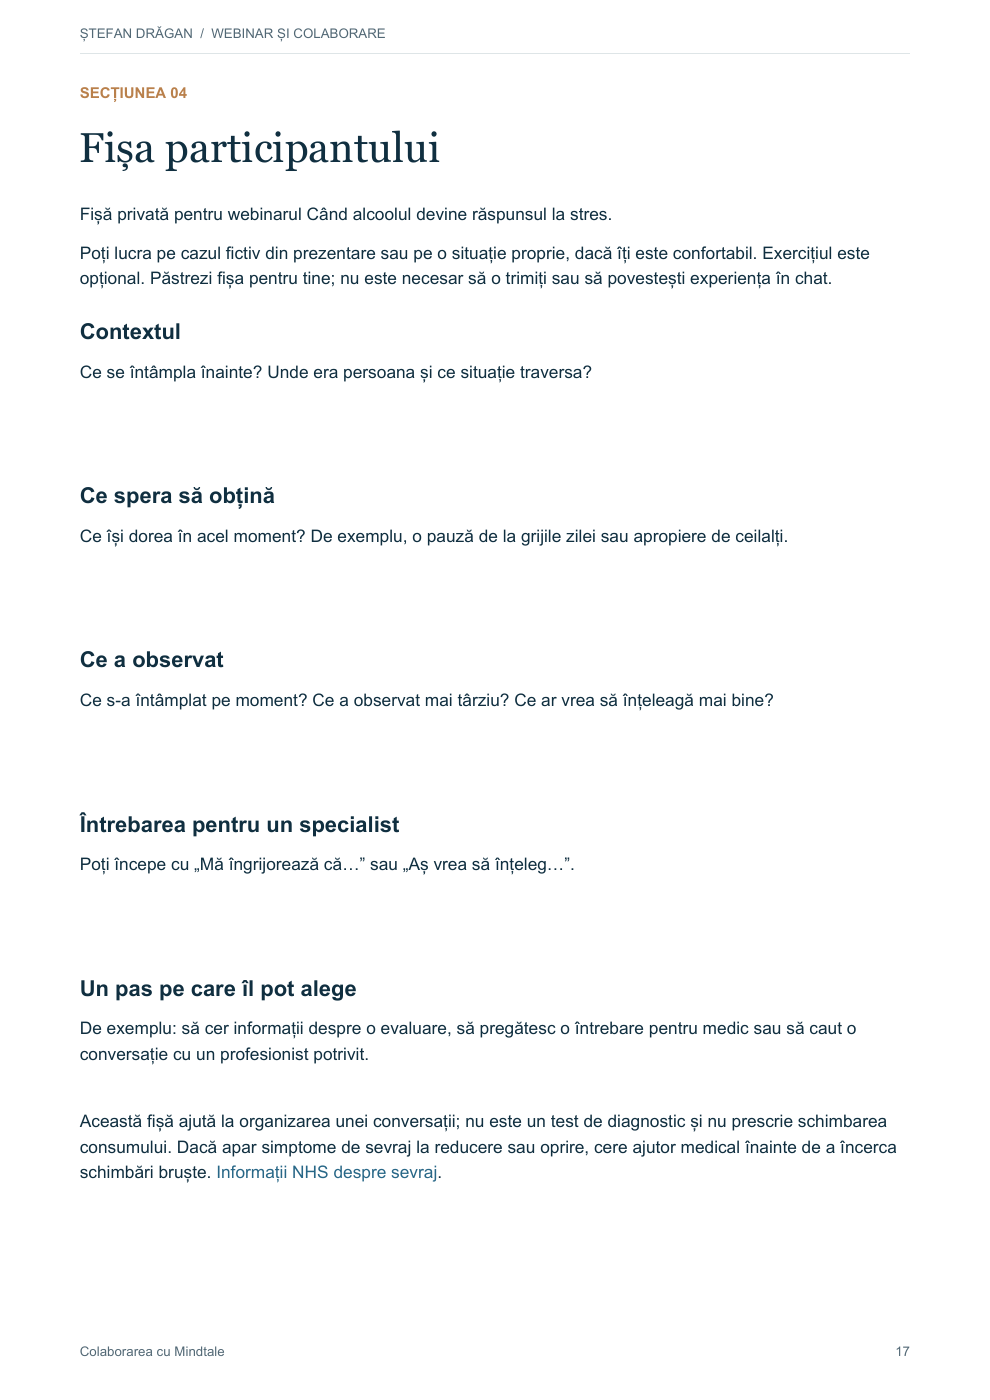 ȘTEFAN DRĂGAN / WEBINAR ȘI COLABORARE
SECȚIUNEA 04
Fișa participantului
Fișă privată pentru webinarul Când alcoolul devine răspunsul la stres.
Poți lucra pe cazul fictiv din prezentare sau pe o situație proprie, dacă îți este confortabil. Exercițiul este
opțional. Păstrezi fișa pentru tine; nu este necesar să o trimiți sau să povestești experiența în chat.
Contextul
Ce se întâmpla înainte? Unde era persoana și ce situație traversa?
Ce spera să obțină
Ce își dorea în acel moment? De exemplu, o pauză de la grijile zilei sau apropiere de ceilalți.
Ce a observat
Ce s-a întâmplat pe moment? Ce a observat mai târziu? Ce ar vrea să înțeleagă mai bine?
Întrebarea pentru un specialist
Poți începe cu „Mă îngrijorează că…” sau „Aș vrea să înțeleg…”.
Un pas pe care îl pot alege
De exemplu: să cer informații despre o evaluare, să pregătesc o întrebare pentru medic sau să caut o
conversație cu un profesionist potrivit.
Această fișă ajută la organizarea unei conversații; nu este un test de diagnostic și nu prescrie schimbarea
consumului. Dacă apar simptome de sevraj la reducere sau oprire, cere ajutor medical înainte de a încerca
schimbări bruște. Informații NHS despre sevraj.
Colaborarea cu Mindtale
17